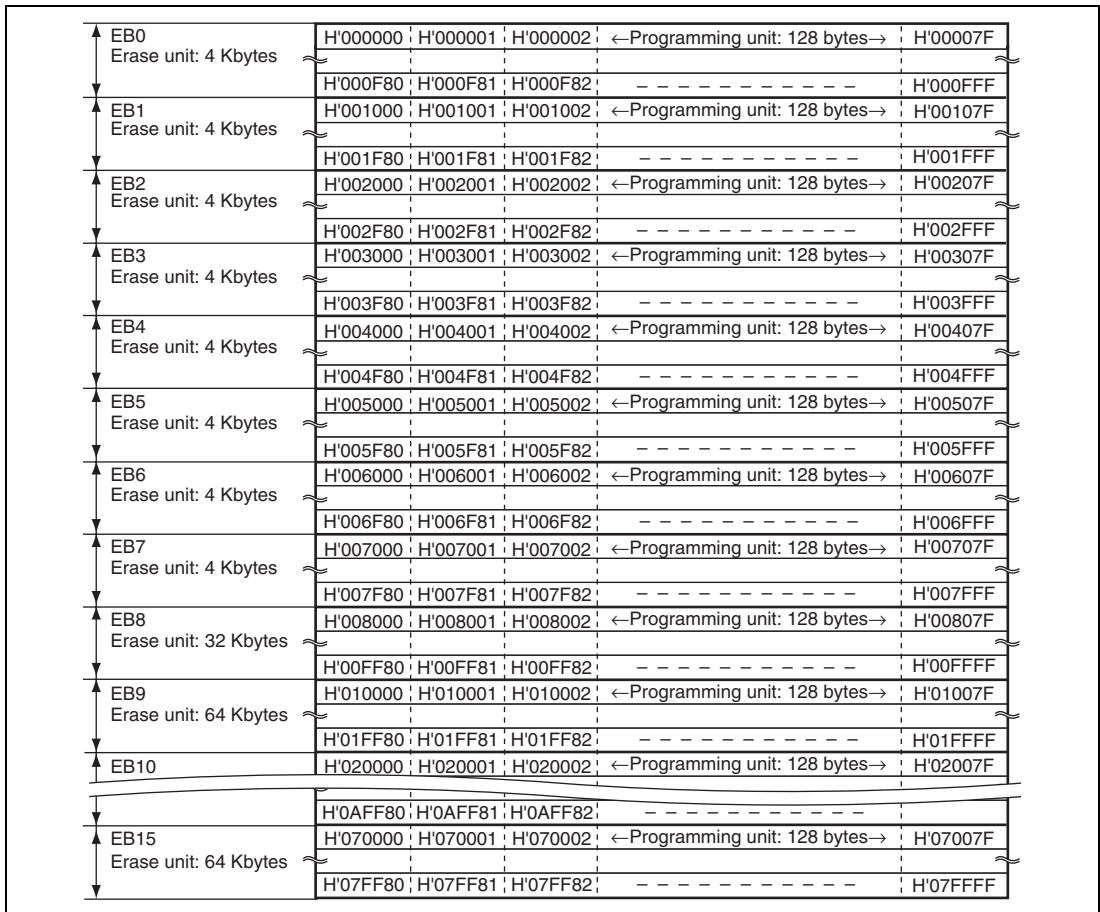 EB0 H'000000 H'000001 H'000002 ←Programming unit: 128 bytes→ H'00007F
Erase unit: 4 Kbytes
H'000F80 H'000F81 H'000F82 – – – – – – – – – – – H'000FFF
EB1 H'001000 H'001001 H'001002 ←Programming unit: 128 bytes→ H'00107F
Erase unit: 4 Kbytes
H'001F80 H'001F81 H'001F82 – – – – – – – – – – – H'001FFF
EB2 H'002000 H'002001 H'002002 ←Programming unit: 128 bytes→ H'00207F
Erase unit: 4 Kbytes
H'002F80 H'002F81 H'002F82 – – – – – – – – – – – H'002FFF
EB3 H'003000 H'003001 H'003002 ←Programming unit: 128 bytes→ H'00307F
Erase unit: 4 Kbytes
H'003F80 H'003F81 H'003F82 – – – – – – – – – – – H'003FFF
EB4 H'004000 H'004001 H'004002 ←Programming unit: 128 bytes→ H'00407F
Erase unit: 4 Kbytes
H'004F80 H'004F81 H'004F82 – – – – – – – – – – – H'004FFF
EB5 H'005000 H'005001 H'005002 ←Programming unit: 128 bytes→ H'00507F
Erase unit: 4 Kbytes
H'005F80 H'005F81 H'005F82 – – – – – – – – – – – H'005FFF
EB6 H'006000 H'006001 H'006002 ←Programming unit: 128 bytes→ H'00607F
Erase unit: 4 Kbytes
H'006F80 H'006F81 H'006F82 – – – – – – – – – – – H'006FFF
EB7 H'007000 H'007001 H'007002 ←Programming unit: 128 bytes→ H'00707F
Erase unit: 4 Kbytes
H'007F80 H'007F81 H'007F82 – – – – – – – – – – – H'007FFF
EB8 H'008000 H'008001 H'008002 ←Programming unit: 128 bytes→ H'00807F
Erase unit: 32 Kbytes
H'00FF80 H'00FF81 H'00FF82 – – – – – – – – – – – H'00FFFF
EB9 H'010000 H'010001 H'010002 ←Programming unit: 128 bytes→ H'01007F
Erase unit: 64 Kbytes
H'01FF80 H'01FF81 H'01FF82 – – – – – – – – – – – H'01FFFF
EB10 H'020000 H'020001 H'020002 ←Programming unit: 128 bytes→ H'02007F
H'0AFF80 H'0AFF81 H'0AFF82 – – – – – – – – – – –
EB15 H'070000 H'070001 H'070002 ←Programming unit: 128 bytes→ H'07007F
Erase unit: 64 Kbytes
H'07FF80 H'07FF81 H'07FF82 – – – – – – – – – – – H'07FFFF